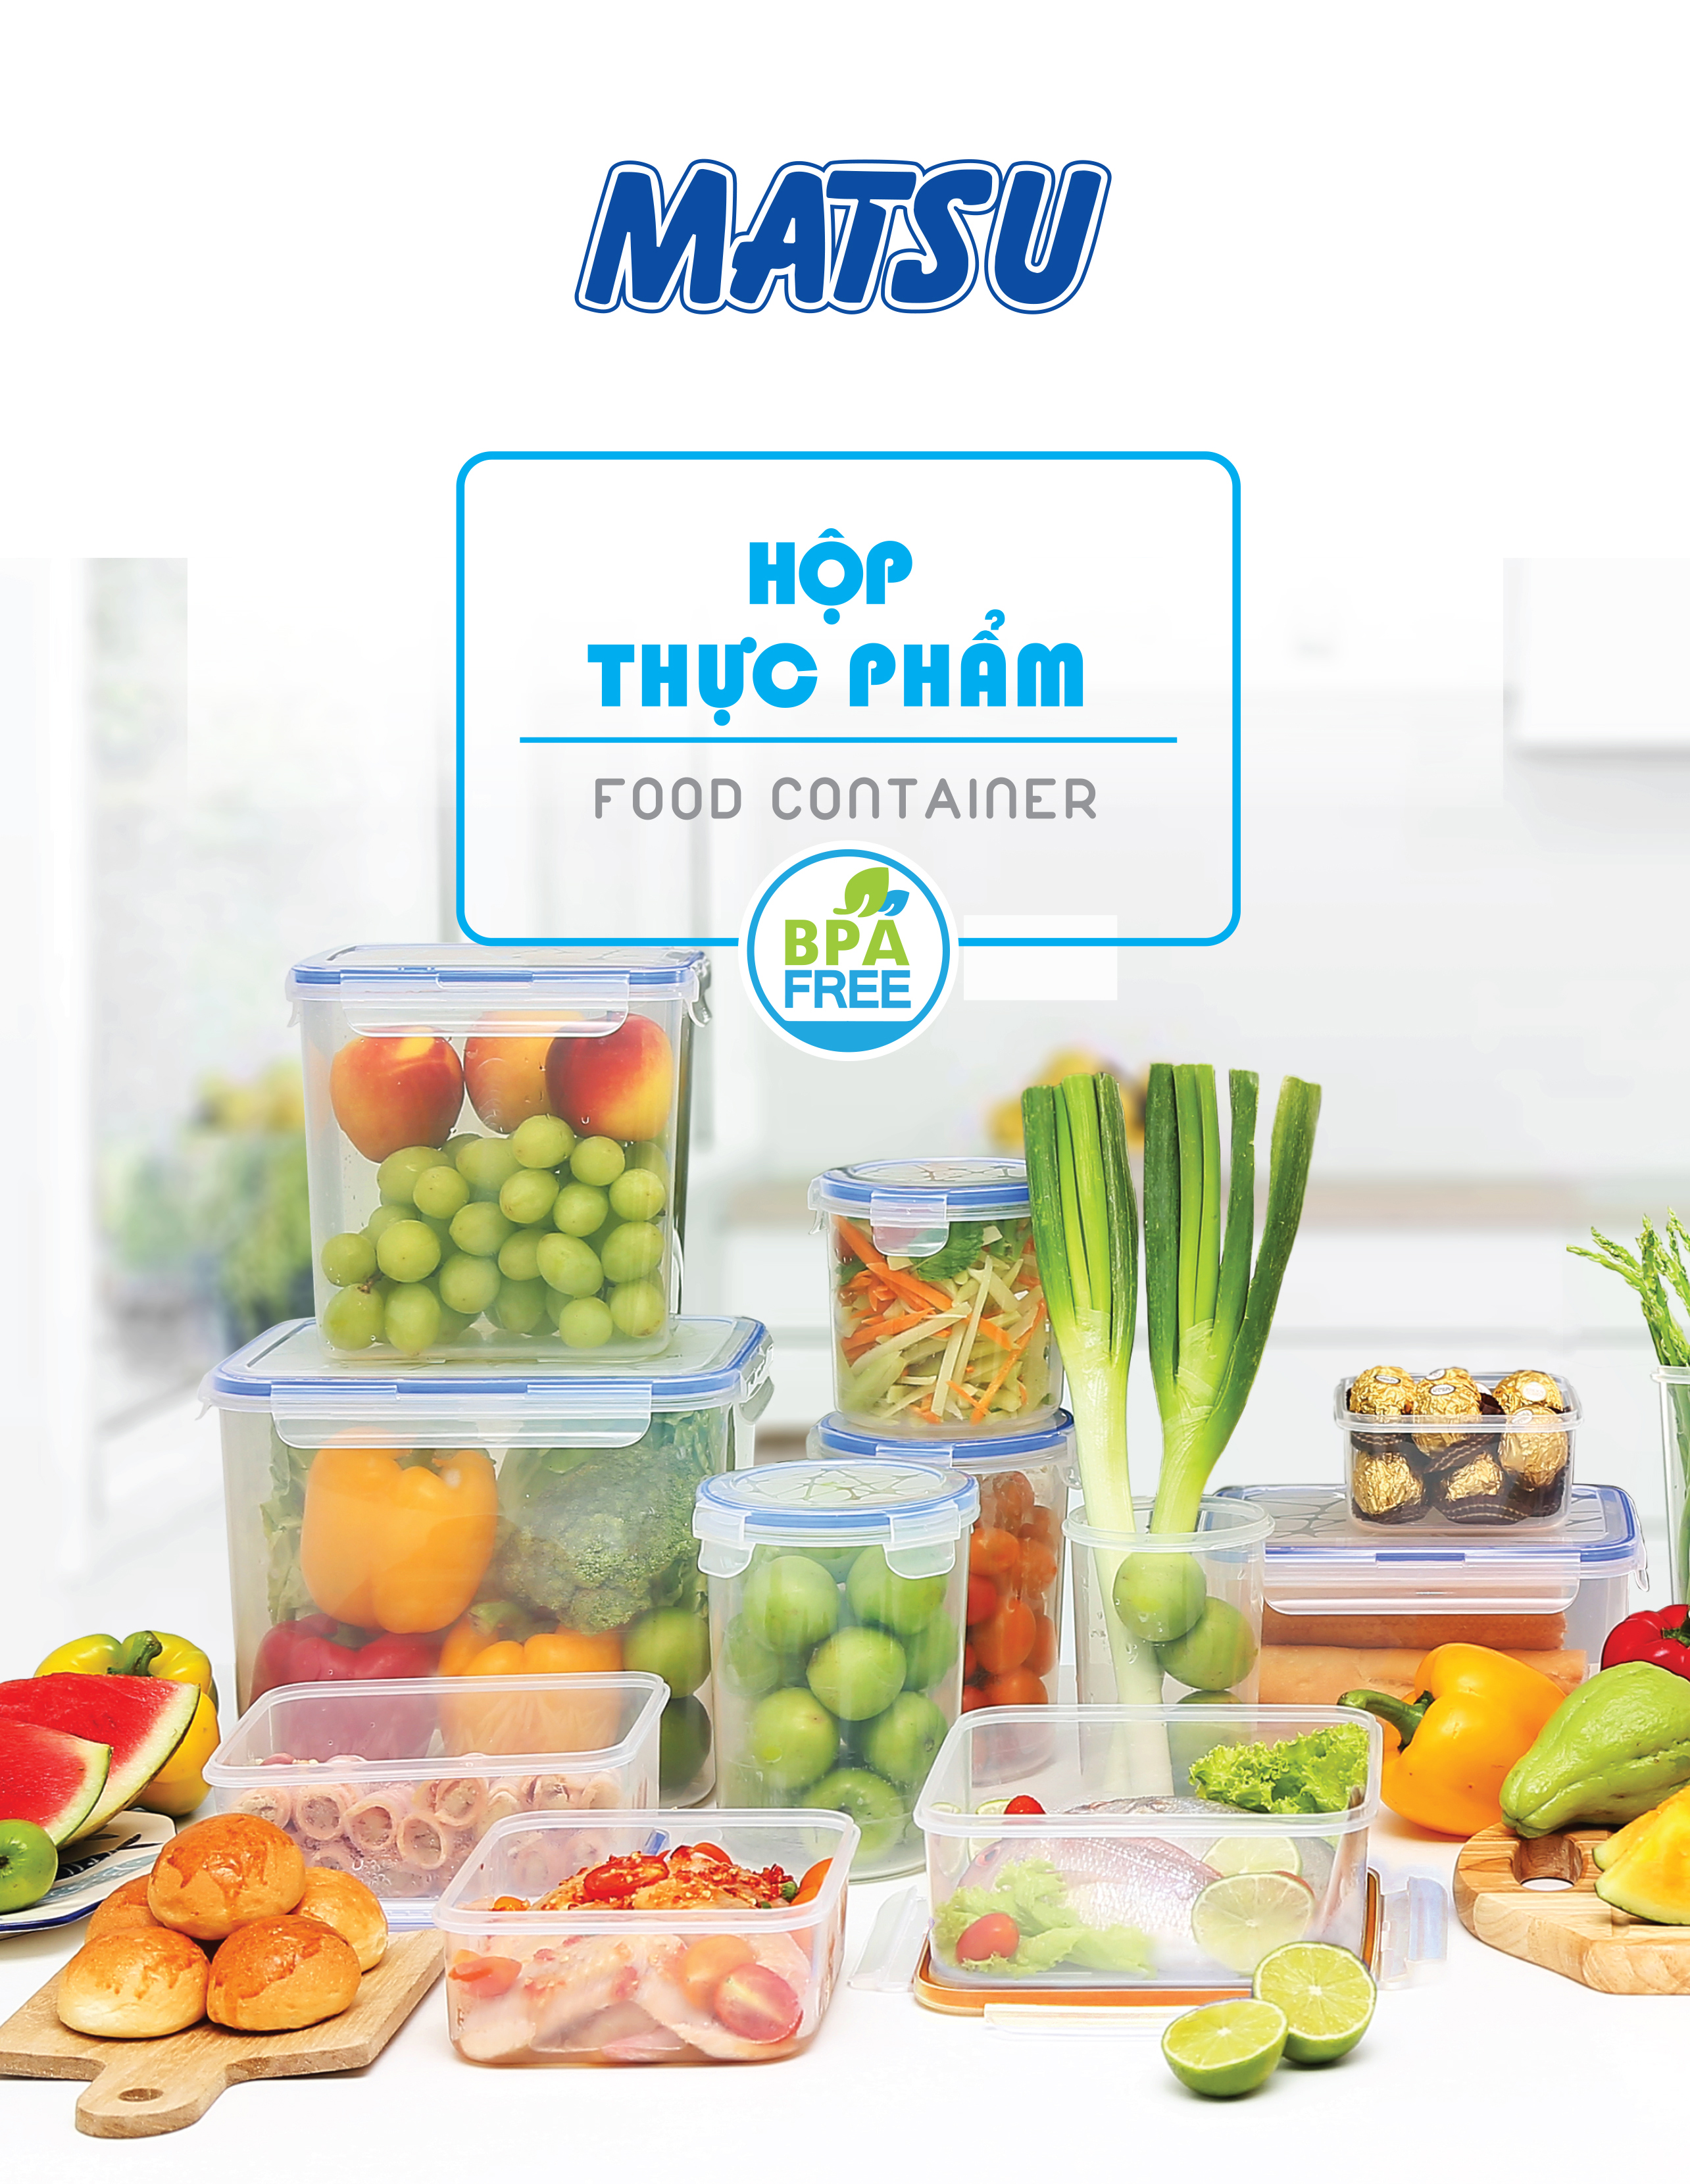 MATSU
HỘP
THỰC PHẨM
FOOD CONTAINER
BPA
FREE